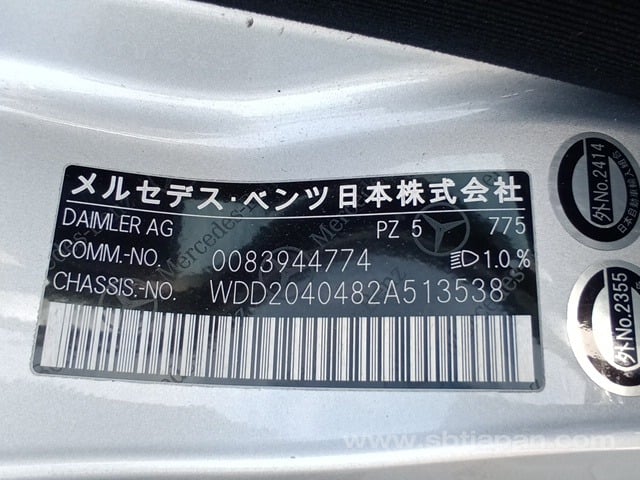 メルセデス・ベンツ日本株式会社
DAIMLER AG PZ 5 775
COMM.-NO. 0083944774 1.0%
CHASSIS.-NO. WDD2040482A513538
外No.2414
外No.2355
www.sbtjapan.com